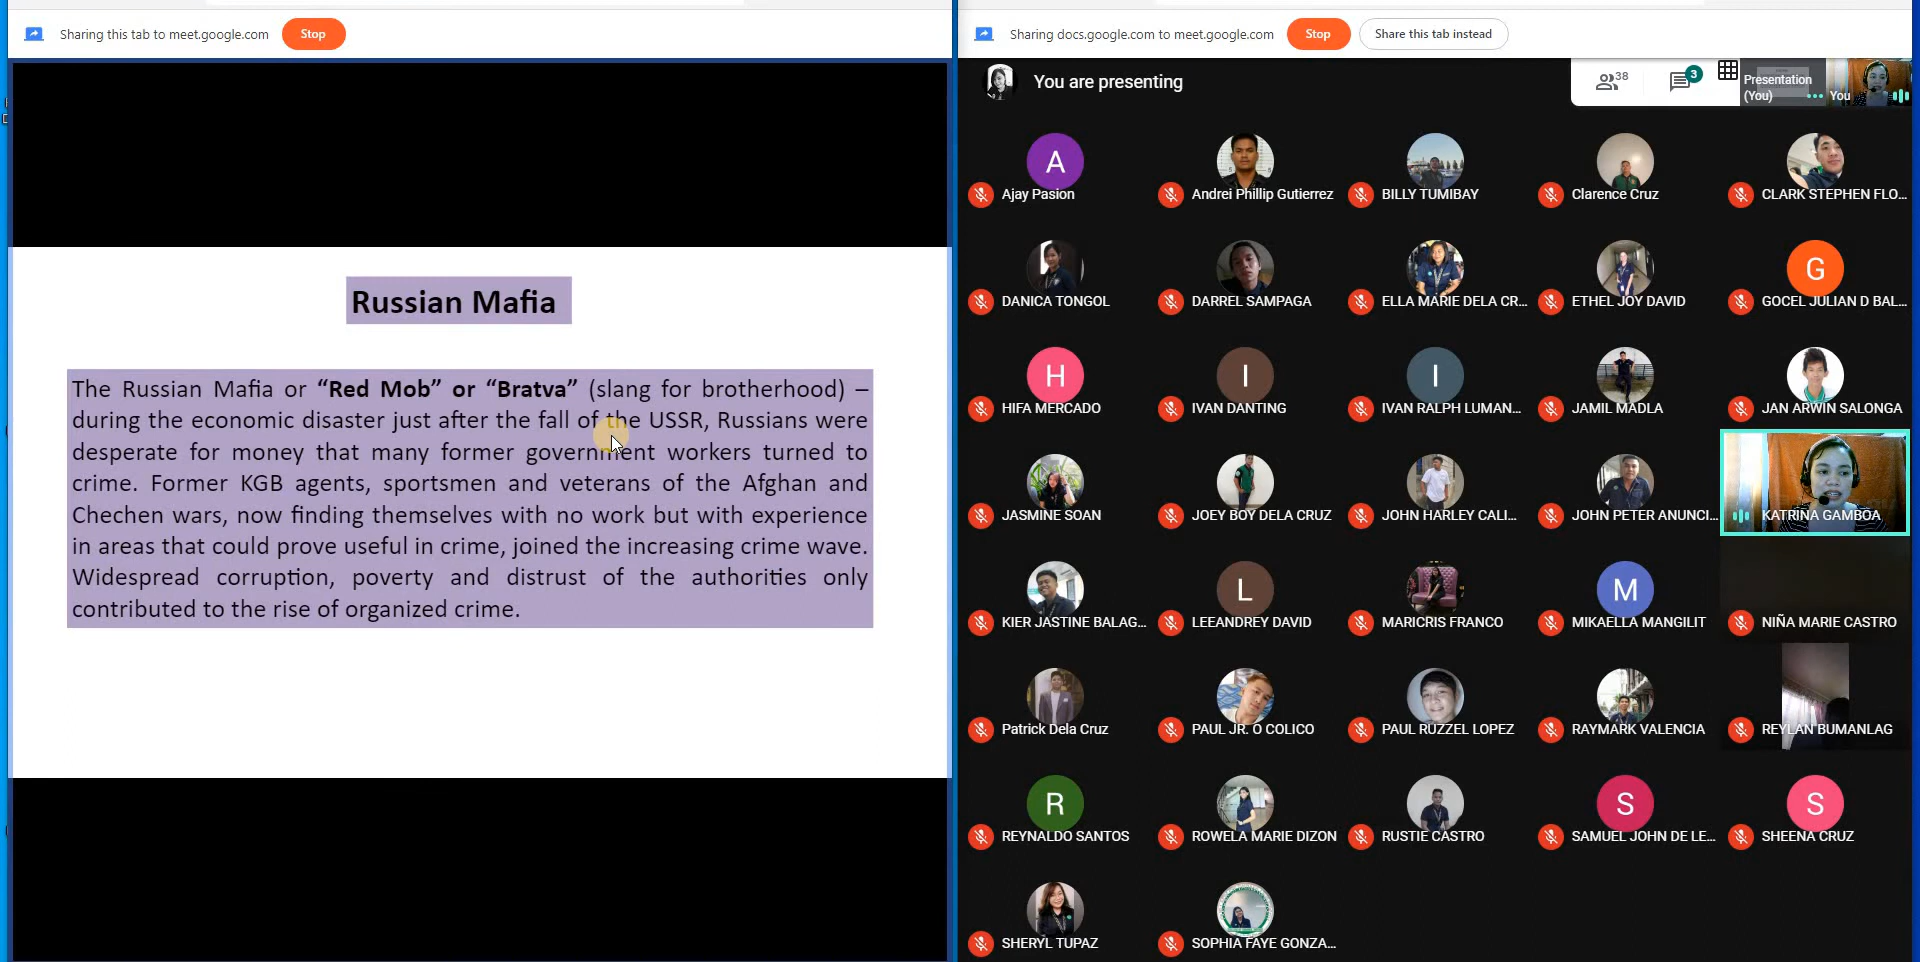 Sharing this tab to meet.google.com
Stop
Russian Mafia
The Russian Mafia or “Red Mob” or “Bratva” (slang for brotherhood) –
during the economic disaster just after the fall of the USSR, Russians were
desperate for money that many former government workers turned to
crime. Former KGB agents, sportsmen and veterans of the Afghan and
Chechen wars, now finding themselves with no work but with experience
in areas that could prove useful in crime, joined the increasing crime wave.
Widespread corruption, poverty and distrust of the authorities only
contributed to the rise of organized crime.
Sharing docs.google.com to meet.google.com
Stop
Share this tab instead
You are presenting
38
3
Presentation
(You)
You
A
Ajay Pasion
Andrei Phillip Gutierrez
BILLY TUMIBAY
Clarence Cruz
CLARK STEPHEN FLO...
DANICA TONGOL
DARREL SAMPAGA
ELLA MARIE DELA CR...
ETHEL JOY DAVID
G
GOCEL JULIAN D BAL...
H
HIFA MERCADO
I
IVAN DANTING
I
IVAN RALPH LUMAN...
JAMIL MADLA
JAN ARWIN SALONGA
JASMINE SOAN
JOEY BOY DELA CRUZ
JOHN HARLEY CALI...
JOHN PETER ANUNCI...
KATRINA GAMBOA
KIER JASTINE BALAG...
L
LEEANDREY DAVID
MARICRIS FRANCO
M
MIKAELLA MANGILIT
NIÑA MARIE CASTRO
Patrick Dela Cruz
PAUL JR. O COLICO
PAUL RUZZEL LOPEZ
RAYMARK VALENCIA
REYLAN BUMANLAG
R
REYNALDO SANTOS
ROWELA MARIE DIZON
RUSTIE CASTRO
S
SAMUEL JOHN DE LE...
S
SHEENA CRUZ
SHERYL TUPAZ
SOPHIA FAYE GONZA...